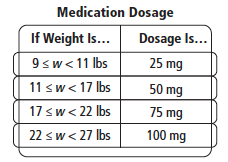 Medication Dosage
If Weight Is... Dosage Is...
9 ≤ w < 11 lbs 25 mg
11 ≤ w < 17 lbs 50 mg
17 ≤ w < 22 lbs 75 mg
22 ≤ w < 27 lbs 100 mg